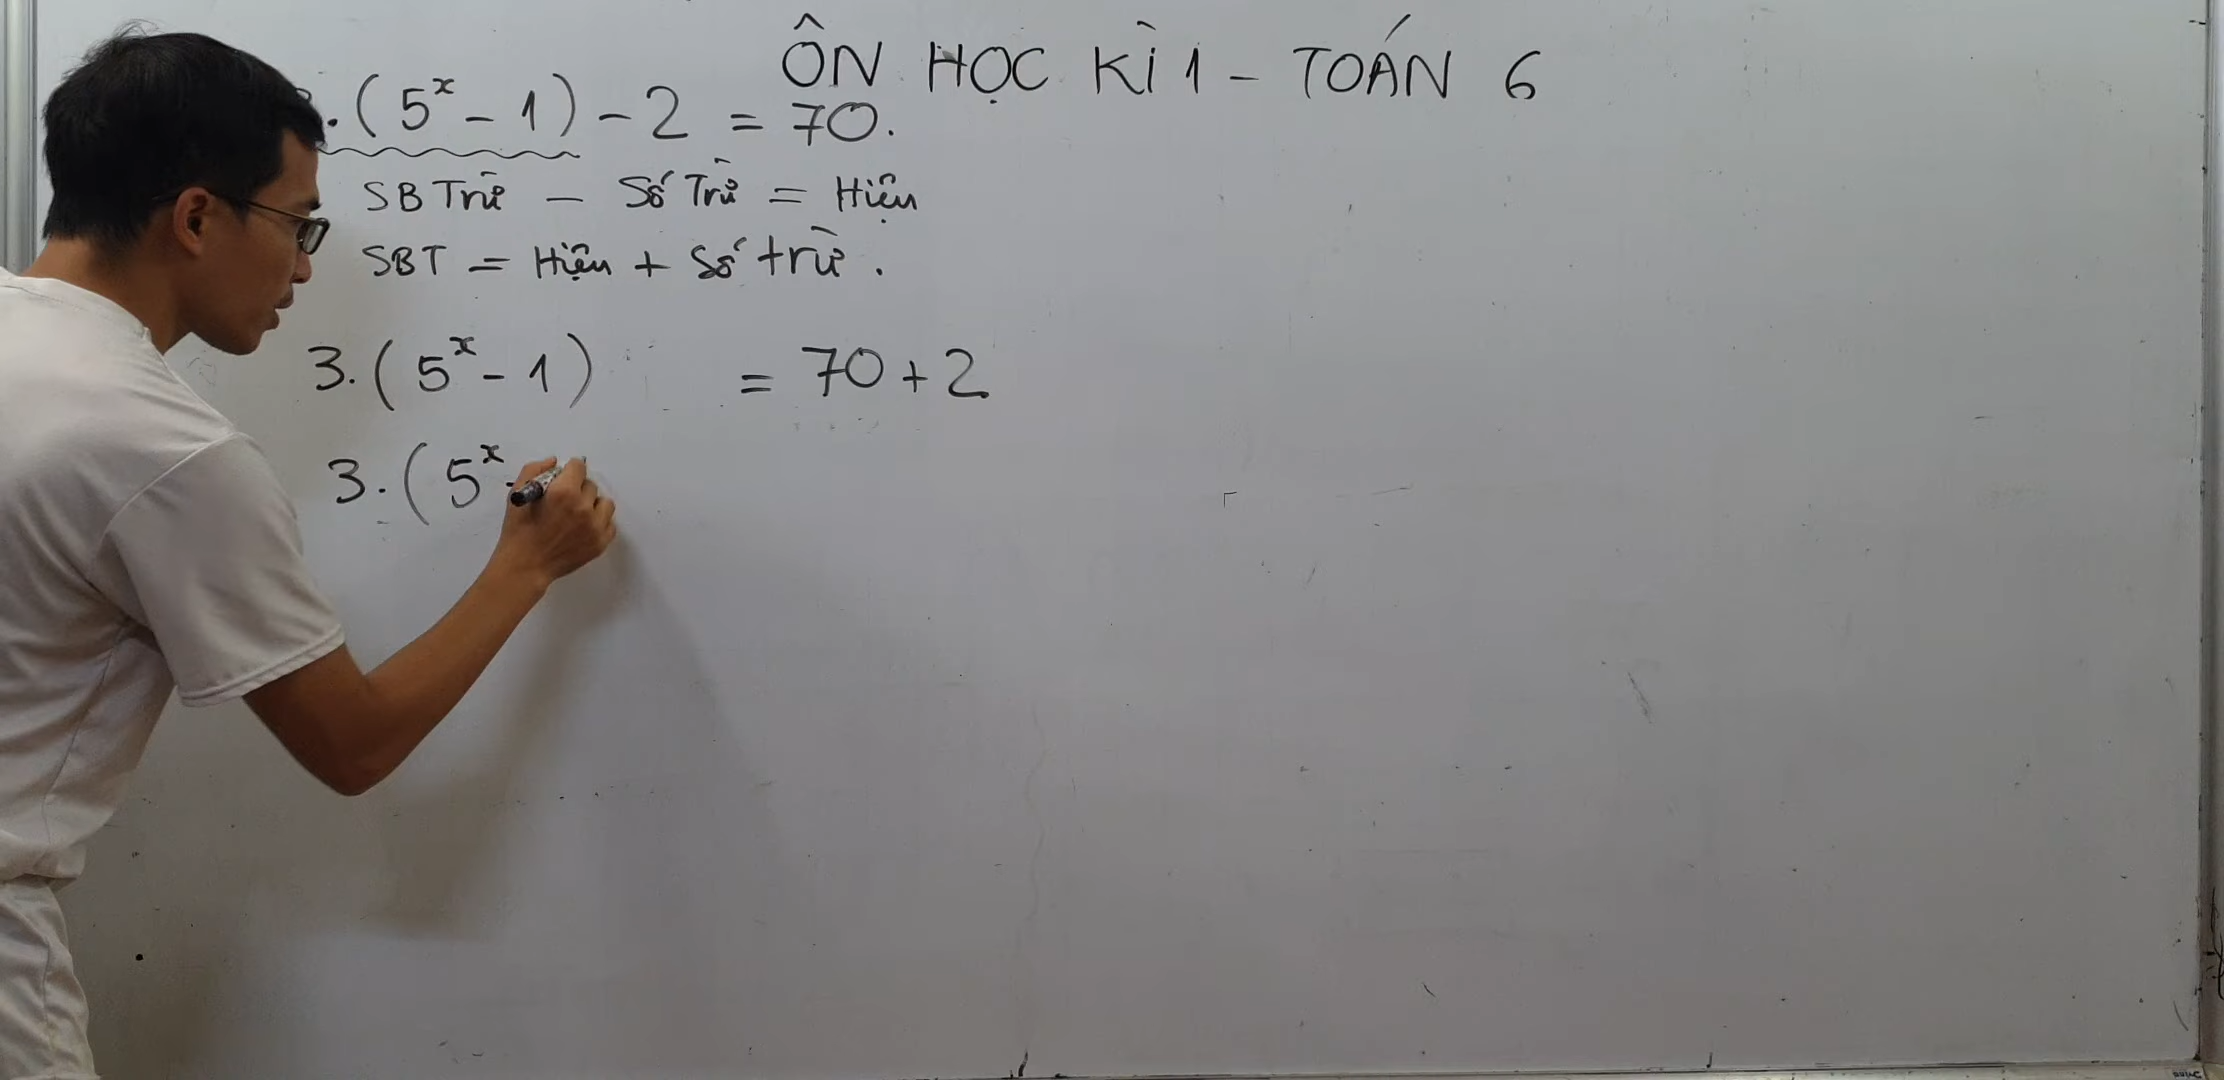 ÔN HỌC KÌ 1 - TOÁN 6
.(5ˣ - 1) - 2 = 70.
SB Trừ - Số Trừ = Hiệu
SBT = Hiệu + Số trừ.
3.(5ˣ - 1) = 70 + 2
3.(5ˣ -